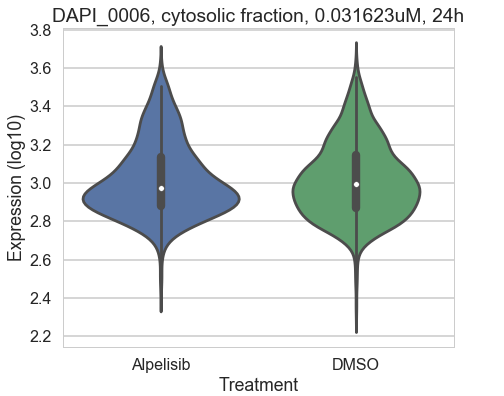 DAPI_0006, cytosolic fraction, 0.031623uM, 24h
3.8
3.6
3.4
3.2
3.0
2.8
2.6
2.4
2.2
Expression (log10)
Alpelisib
DMSO
Treatment